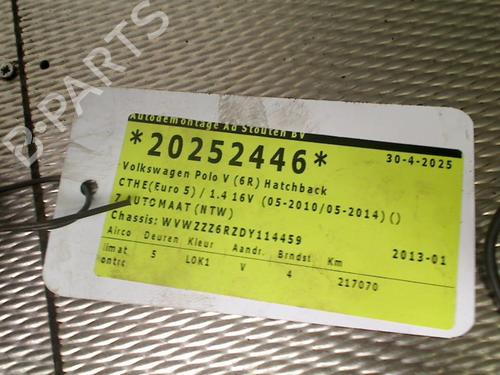 B-PARTS
Autodemontage Ad Stouten BV
*20252446* 30-4-2025
Volkswagen Polo V (6R) Hatchback
CTHE(Euro 5) / 1.4 16V (05-2010/05-2014)()
7 AUTOMAAT (NTW)
Chassis: WVWZZZ6RZDY114459 2013-01
Airco Deuren Kleur Aandr. Brndst Km
limat 5 L0K1 V 4 217070
ontrc